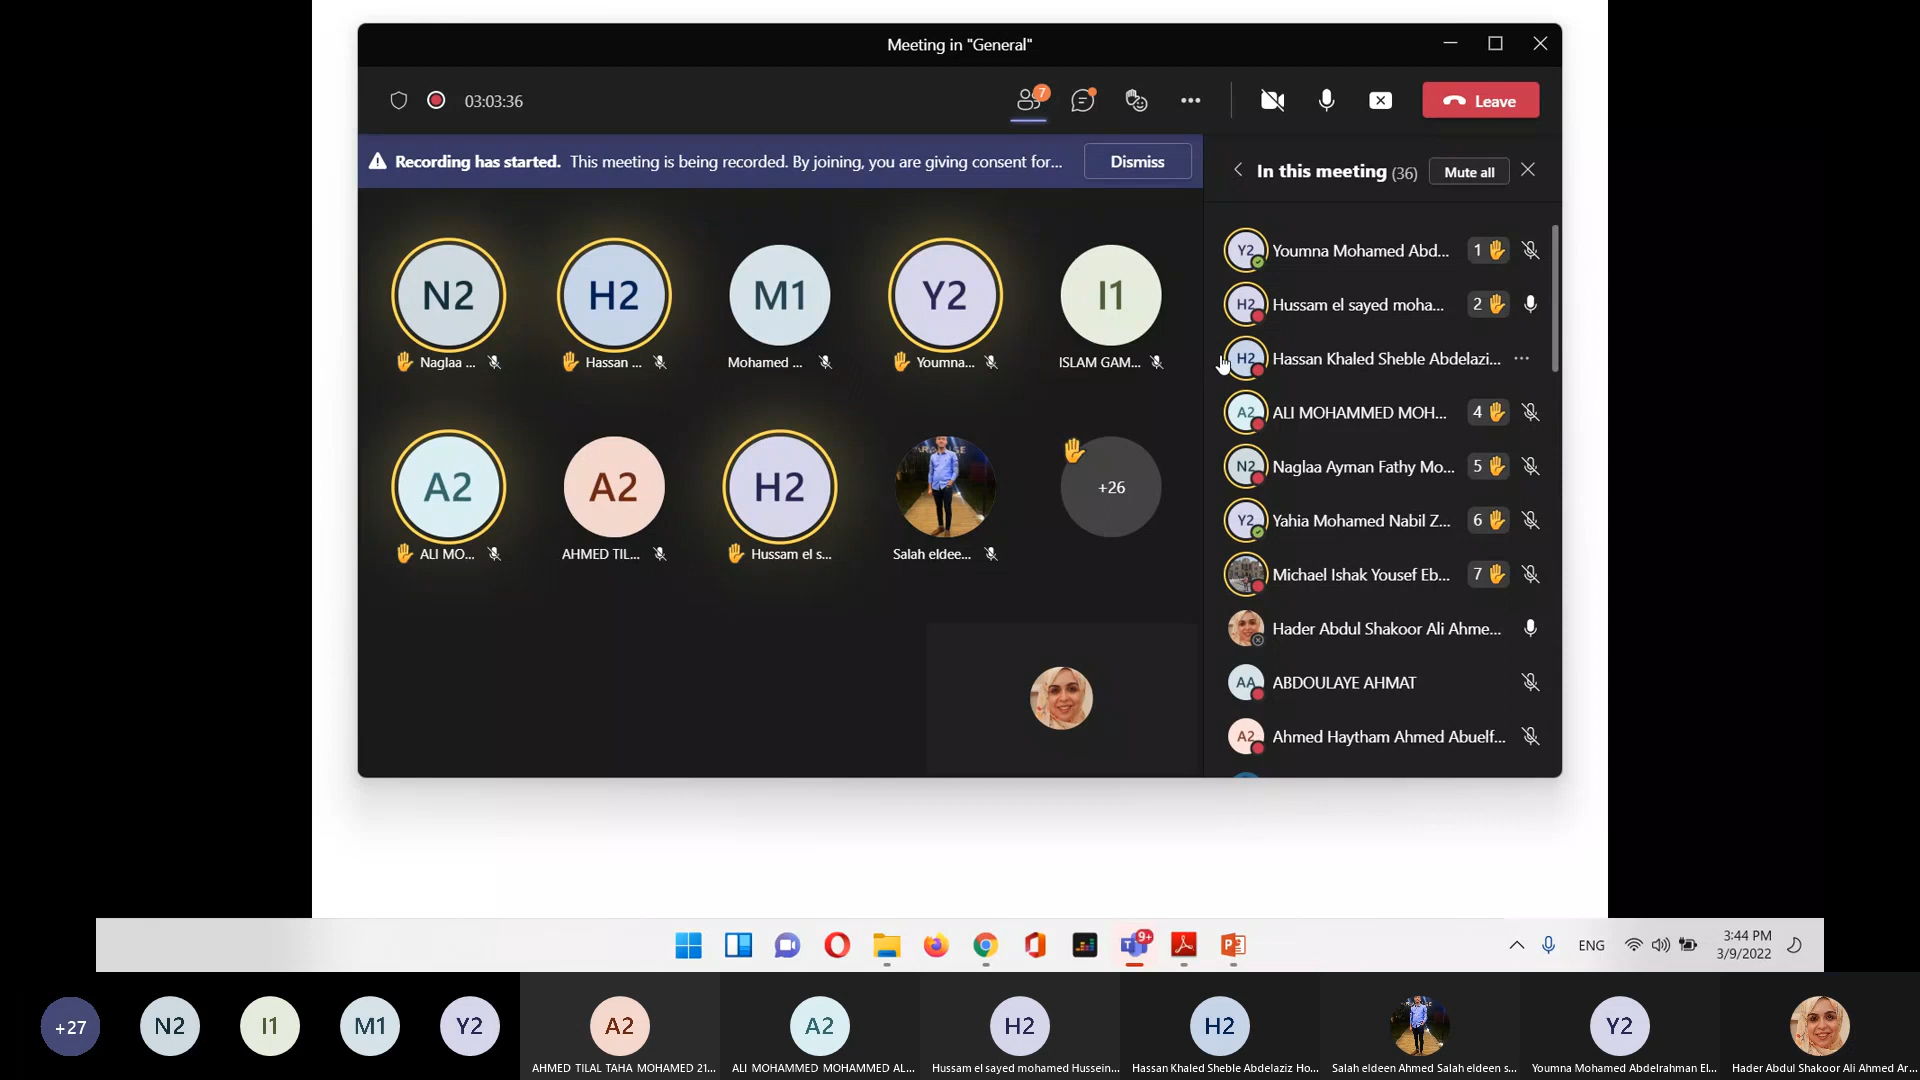 Meeting in "General"
03:03:36
7
Leave
Recording has started. This meeting is being recorded. By joining, you are giving consent for...
Dismiss
In this meeting (36)
Mute all
N2
H2
M1
Y2
I1
Naglaa ...
Hassan ...
Mohamed ...
Youmna...
ISLAM GAM...
A2
A2
H2
+26
ALI MO...
AHMED TIL...
Hussam el s...
Salah eldee...
Y2 Youmna Mohamed Abd... 1
H2 Hussam el sayed moha... 2
H2 Hassan Khaled Sheble Abdelazi...
A2 ALI MOHAMMED MOH... 4
N2 Naglaa Ayman Fathy Mo... 5
Y2 Yahia Mohamed Nabil Z... 6
Michael Ishak Yousef Eb... 7
Hader Abdul Shakoor Ali Ahme...
AA ABDOULAYE AHMAT
A2 Ahmed Haytham Ahmed Abuelf...
9+
ENG
3:44 PM
3/9/2022
+27
N2
I1
M1
Y2
A2
A2
H2
H2
Y2
AHMED TILAL TAHA MOHAMED 21...
ALI MOHAMMED MOHAMMED AL...
Hussam el sayed mohamed Hussein...
Hassan Khaled Sheble Abdelaziz Ho...
Salah eldeen Ahmed Salah eldeen s...
Youmna Mohamed Abdelrahman El...
Hader Abdul Shakoor Ali Ahmed Ar...